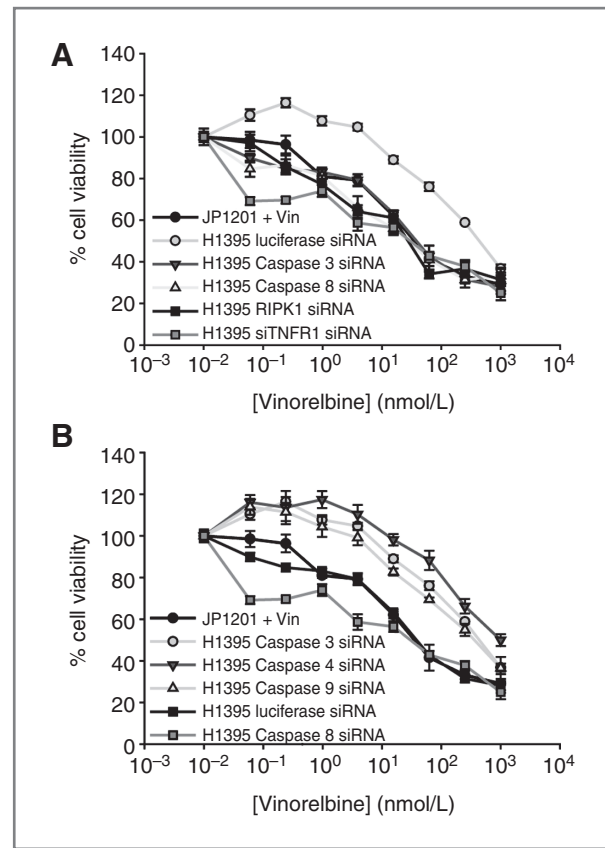 A
140
120
100
80
60
40
20
0
% cell viability
JP1201 + Vin
H1395 luciferase siRNA
H1395 Caspase 3 siRNA
H1395 Caspase 8 siRNA
H1395 RIPK1 siRNA
H1395 siTNFR1 siRNA
10⁻³ 10⁻² 10⁻¹ 10⁰ 10¹ 10² 10³ 10⁴
[Vinorelbine] (nmol/L)
B
140
120
100
80
60
40
20
0
% cell viability
JP1201 + Vin
H1395 Caspase 3 siRNA
H1395 Caspase 4 siRNA
H1395 Caspase 9 siRNA
H1395 luciferase siRNA
H1395 Caspase 8 siRNA
10⁻³ 10⁻² 10⁻¹ 10⁰ 10¹ 10² 10³ 10⁴
[Vinorelbine] (nmol/L)